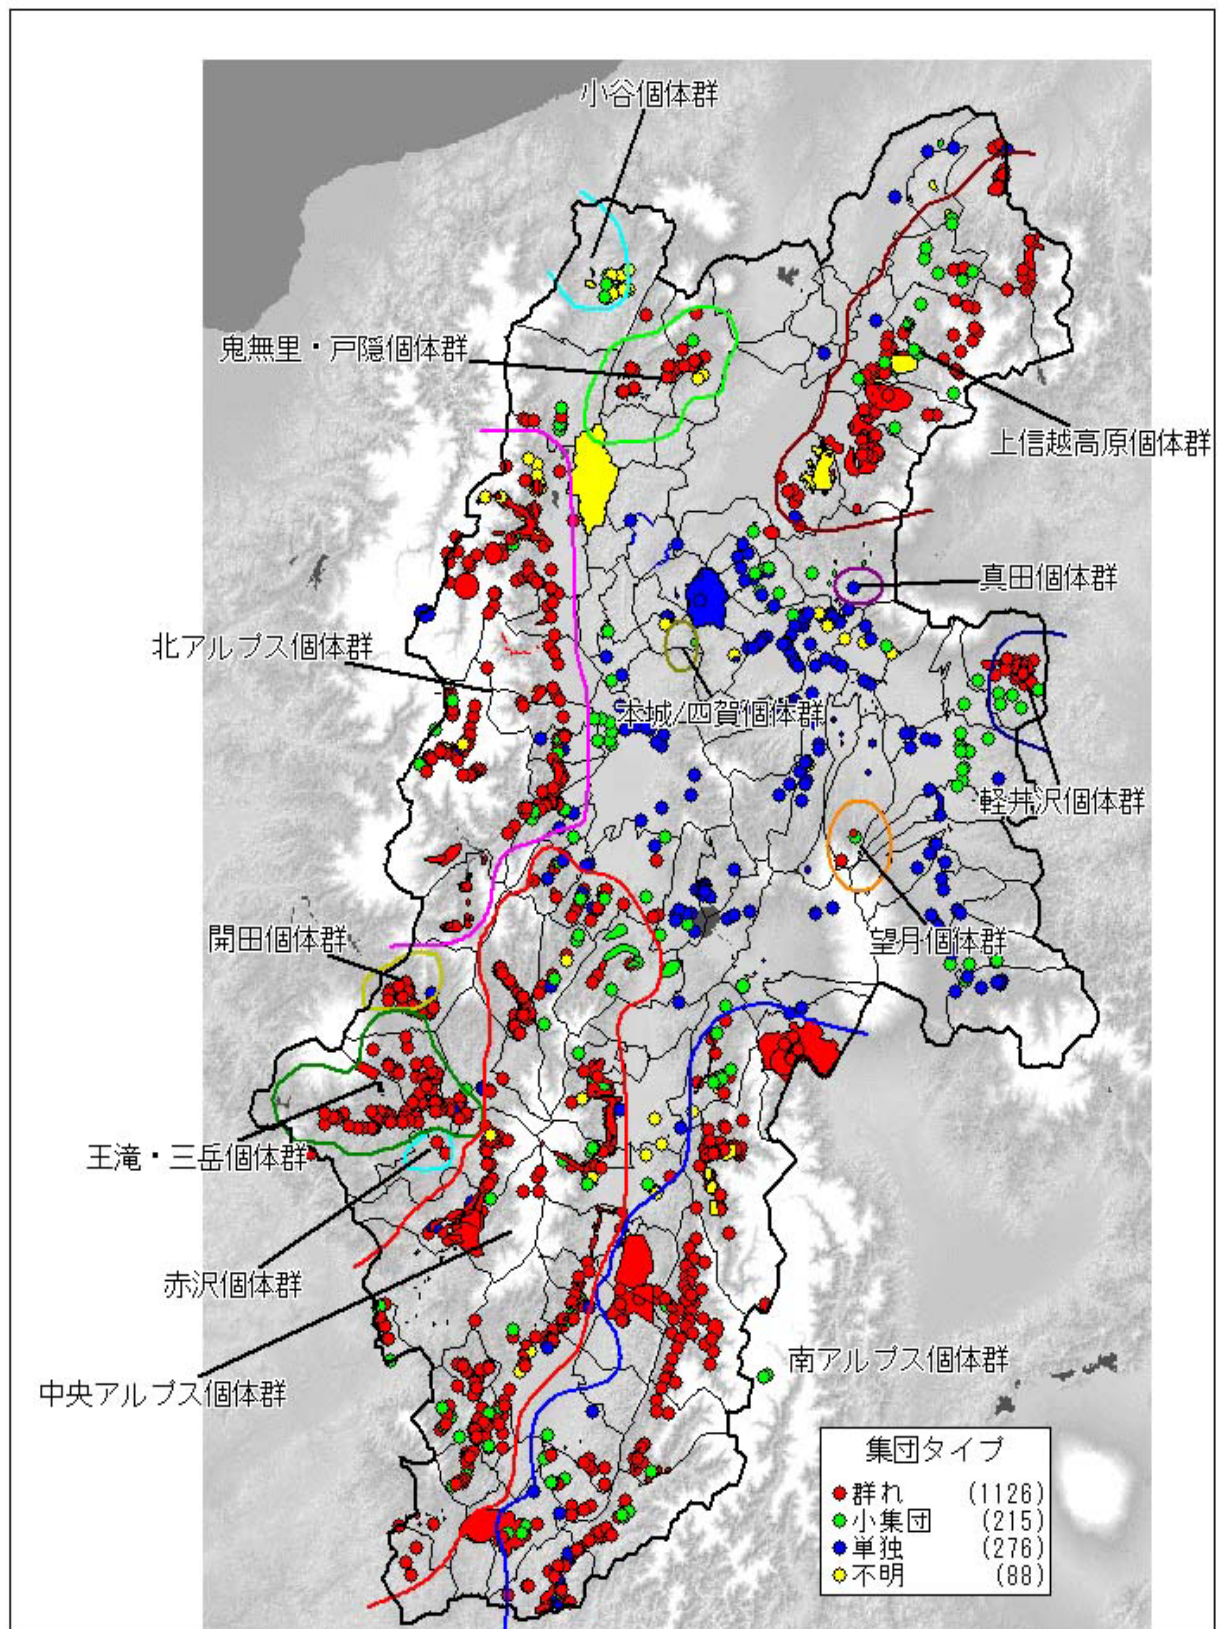 小谷個体群
鬼無里・戸隠個体群
上信越高原個体群
真田個体群
北アルプス個体群
本城/四賀個体群
軽井沢個体群
開田個体群
望月個体群
王滝・三岳個体群
赤沢個体群
中央アルプス個体群
南アルプス個体群
集団タイプ
群れ (1126)
小集団 (215)
単独 (276)
不明 (88)